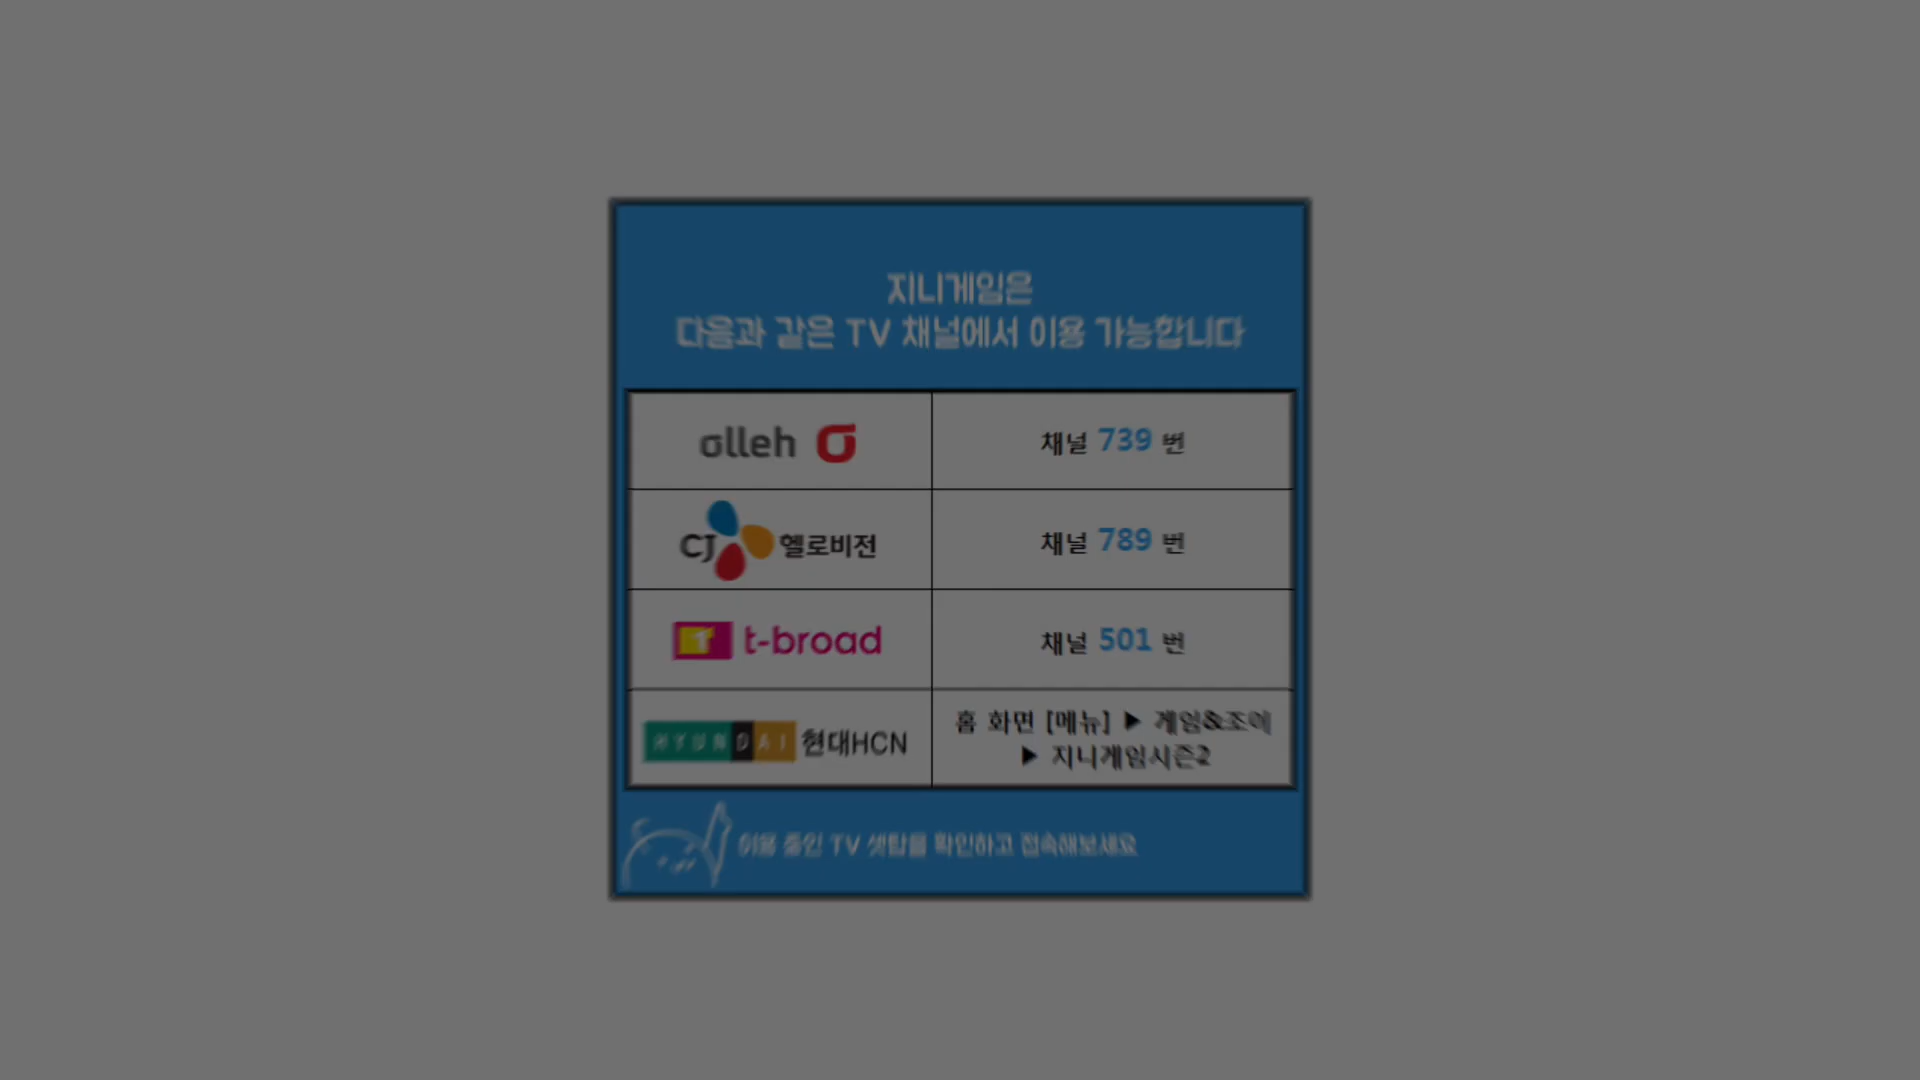 지니게임은
다음과 같은 TV 채널에서 이용 가능합니다
olleh
채널 739 번
CJ 헬로비전
채널 789 번
T t-broad
채널 501 번
HYUNDAI 현대HCN
홈 화면 [메뉴] ▶ 게임&조이
▶ 지니게임시즌2
이용 중인 TV 셋탑을 확인하고 접속해보세요